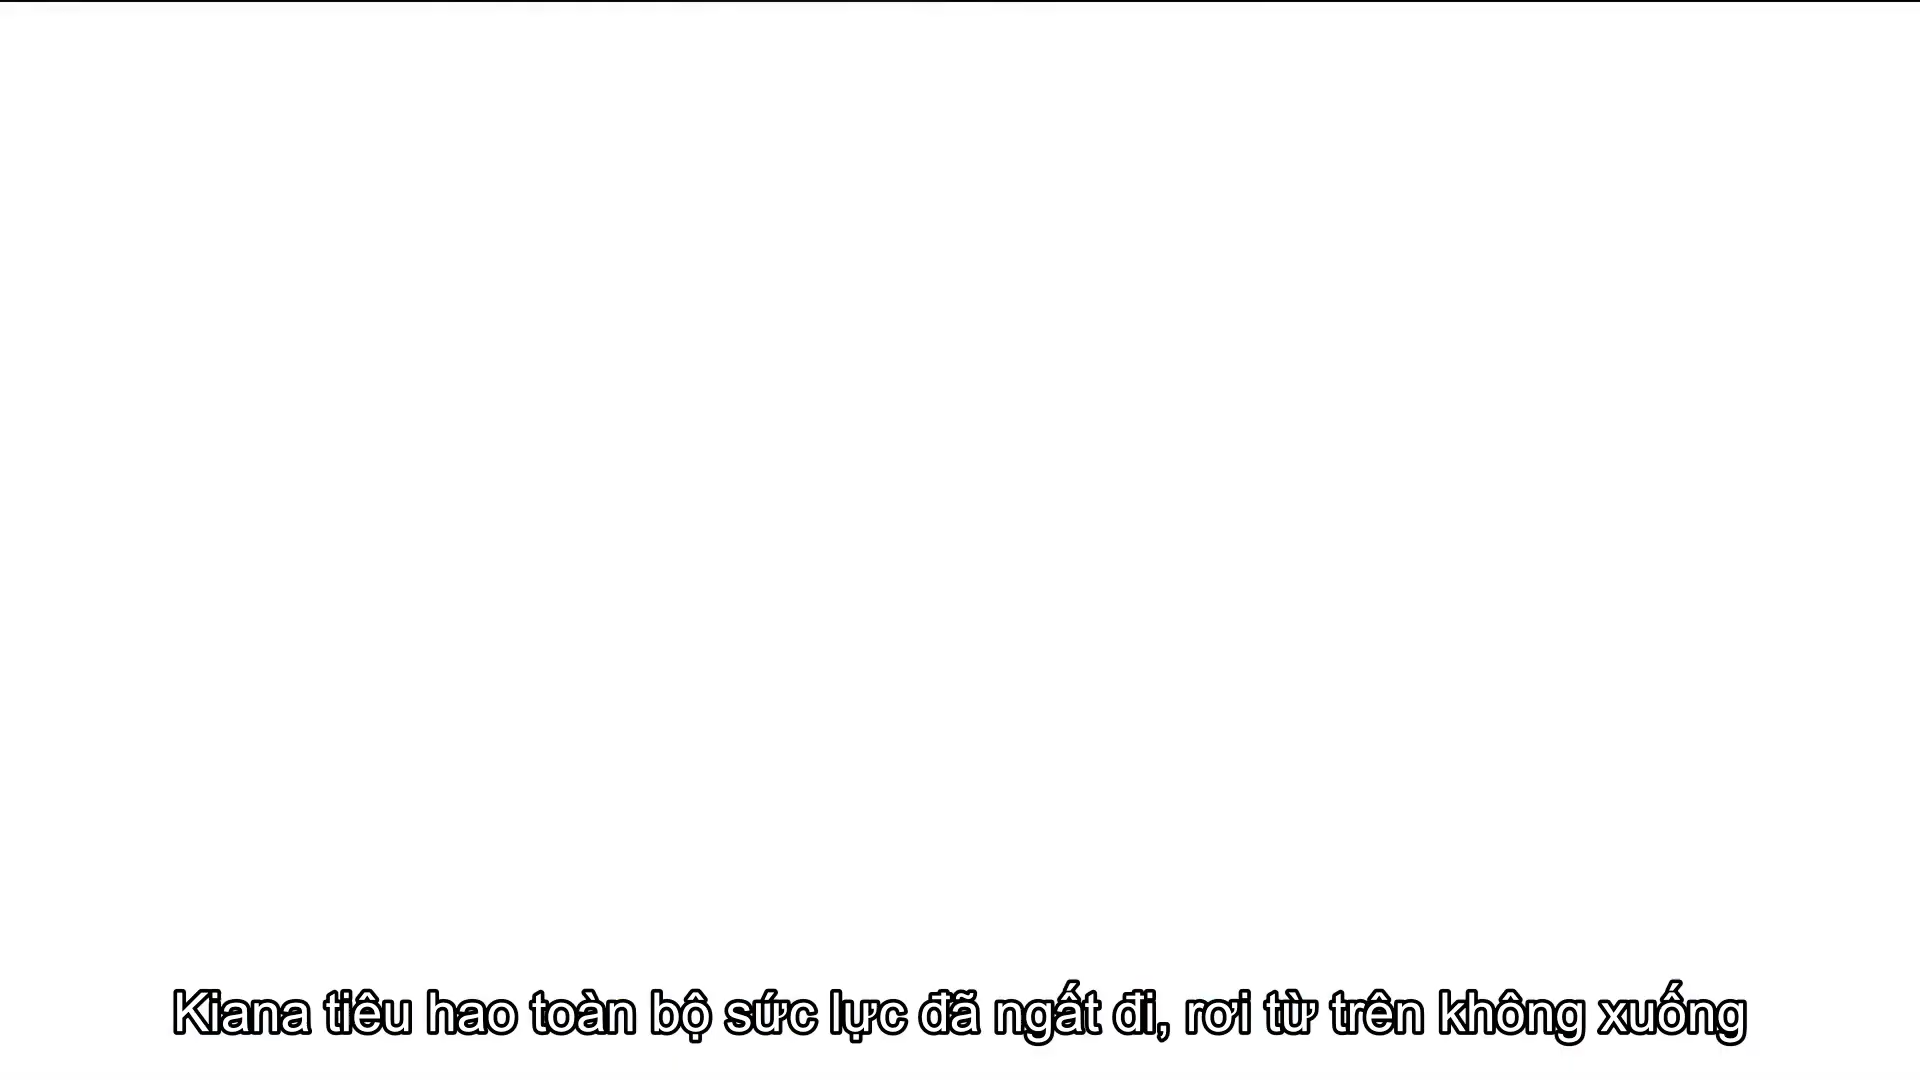 Kiana tiêu hao toàn bộ sức lực đã ngất đi, rơi từ trên không xuống